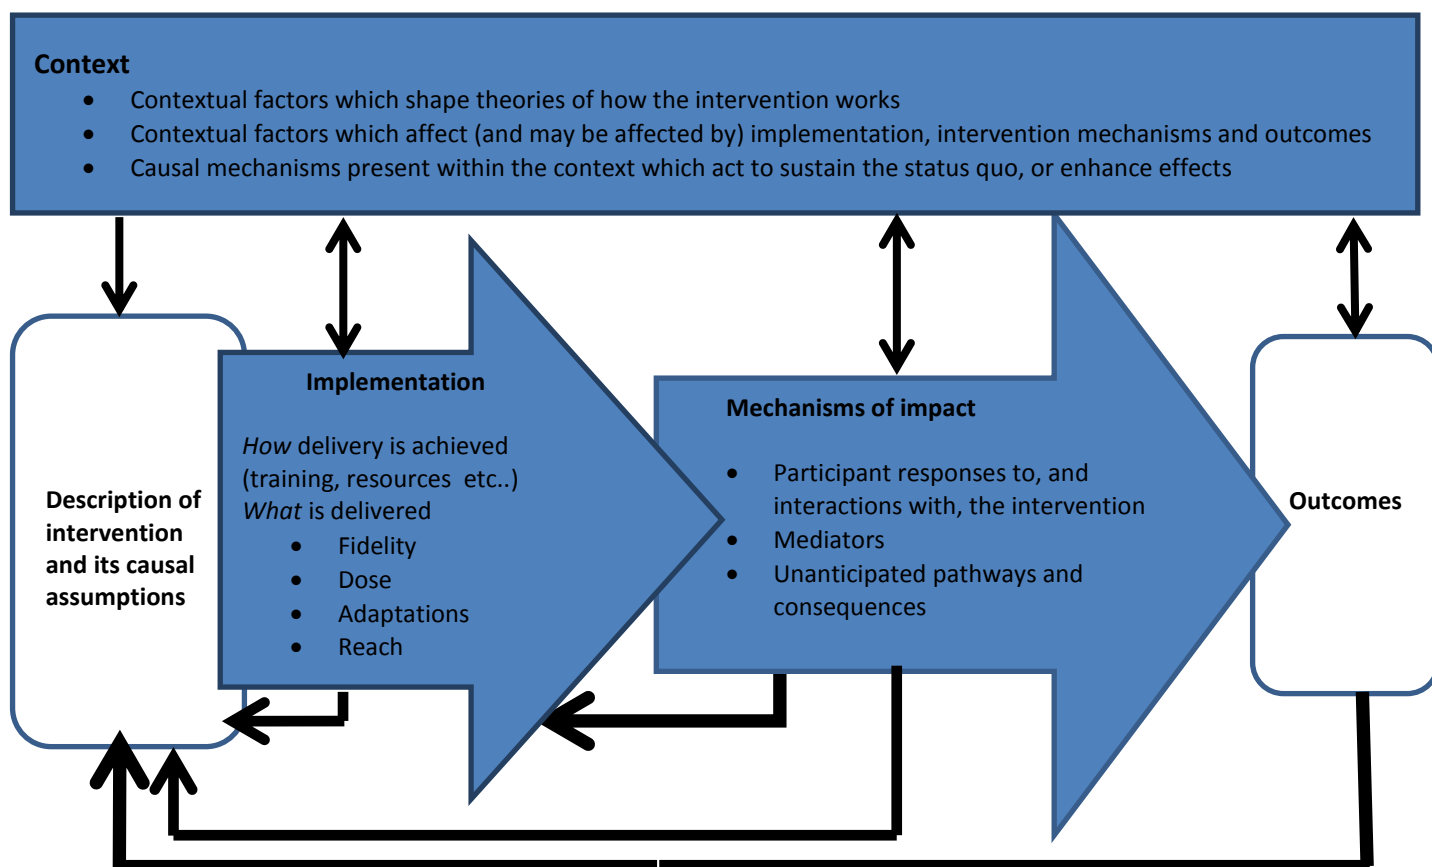 Context
• Contextual factors which shape theories of how the intervention works
• Contextual factors which affect (and may be affected by) implementation, intervention mechanisms and outcomes
• Causal mechanisms present within the context which act to sustain the status quo, or enhance effects
Description of
intervention
and its causal
assumptions
Implementation
How delivery is achieved
(training, resources etc..)
What is delivered
• Fidelity
• Dose
• Adaptations
• Reach
Mechanisms of impact
• Participant responses to, and
interactions with, the intervention
• Mediators
• Unanticipated pathways and
consequences
Outcomes